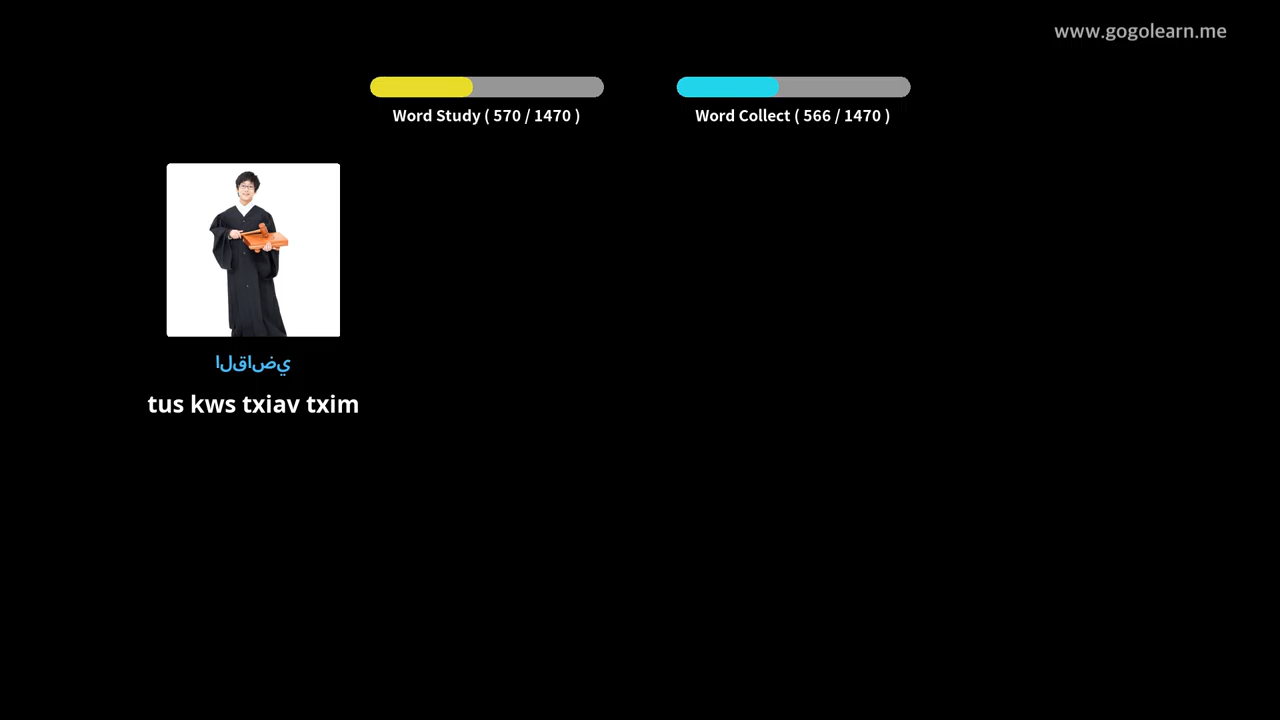 www.gogolearn.me
Word Study ( 570 / 1470 )
Word Collect ( 566 / 1470 )
القاضي
tus kws txiav txim